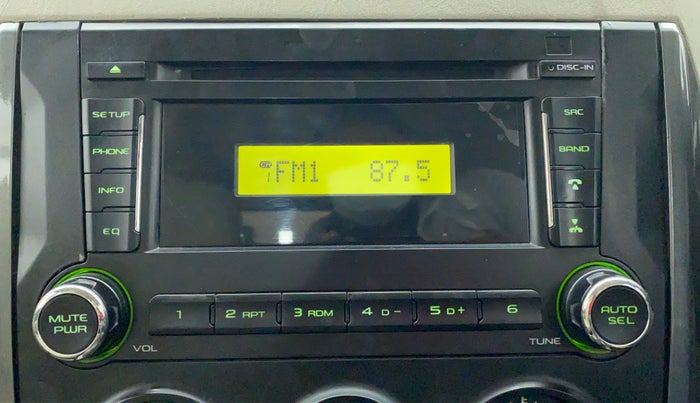 DISC-IN
SETUP
SRC
PHONE
BAND
FM1 87.5
INFO
EQ
1
2 RPT
3 RDM
4 D-
5 D+
6
MUTE
PWR
AUTO
SEL
VOL
TUNE